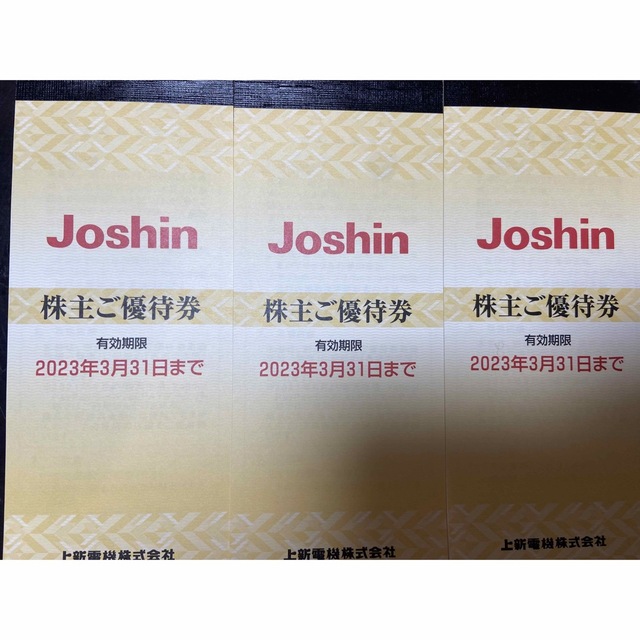 Joshin
株主ご優待券
有効期限
2023年3月31日まで
上新電機株式会社
Joshin
株主ご優待券
有効期限
2023年3月31日まで
上新電機株式会社
Joshin
株主ご優待券
有効期限
2023年3月31日まで
上新電機株式会社